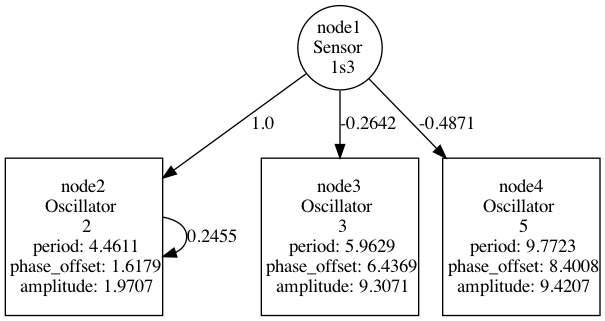 node1
Sensor
1s3
1.0
-0.2642
-0.4871
node2
Oscillator
2
period: 4.4611
phase_offset: 1.6179
amplitude: 1.9707
0.2455
node3
Oscillator
3
period: 5.9629
phase_offset: 6.4369
amplitude: 9.3071
node4
Oscillator
5
period: 9.7723
phase_offset: 8.4008
amplitude: 9.4207